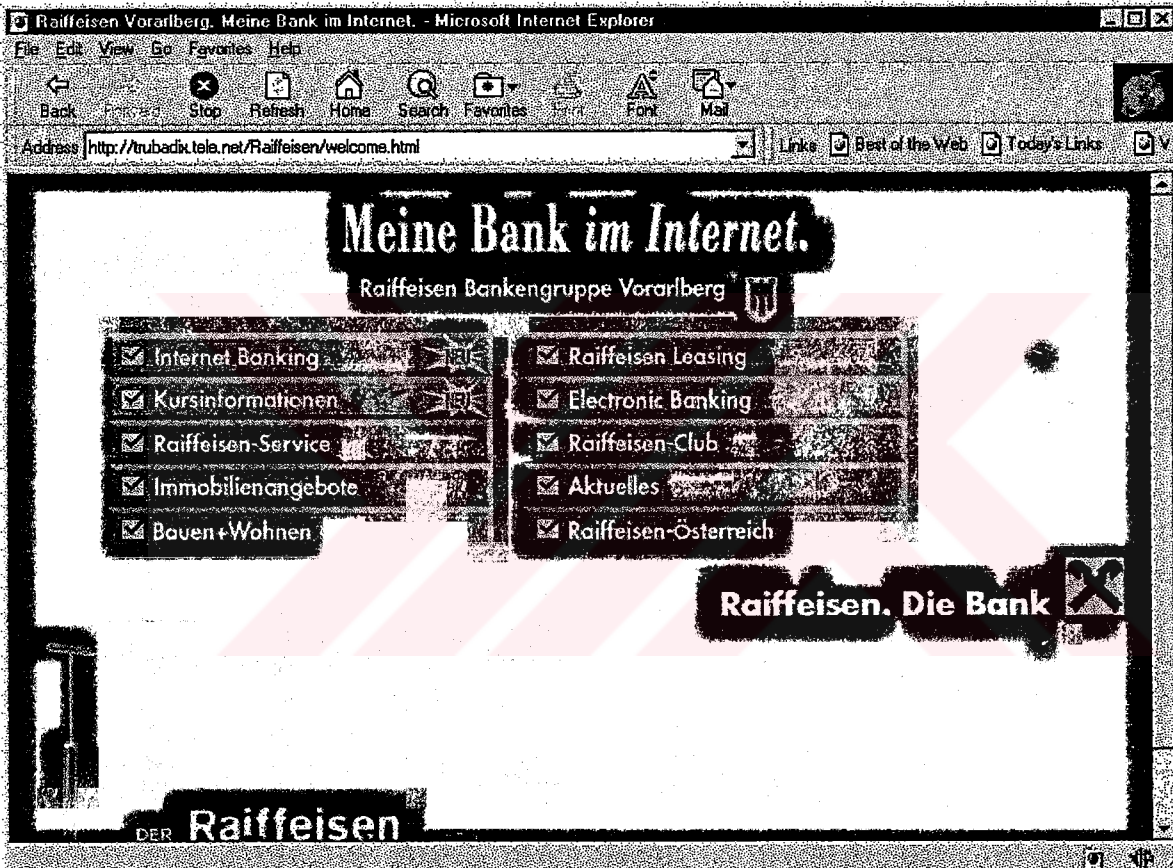 Raiffeisen Vorarlberg. Meine Bank im Internet. - Microsoft Internet Explorer
File Edit View Go Favorites Help
Back Forward Stop Refresh Home Search Favorites Print Font Mail
Address http://trubadix.tele.net/Raiffeisen/welcome.html Links Best of the Web Today's Links
Meine Bank im Internet.
Raiffeisen Bankengruppe Vorarlberg
Internet Banking
Kursinformationen
Raiffeisen-Service
Immobilienangebote
Bauen+Wohnen
Raiffeisen Leasing
Electronic Banking
Raiffeisen-Club
Aktuelles
Raiffeisen-Österreich
Raiffeisen. Die Bank
DER Raiffeisen